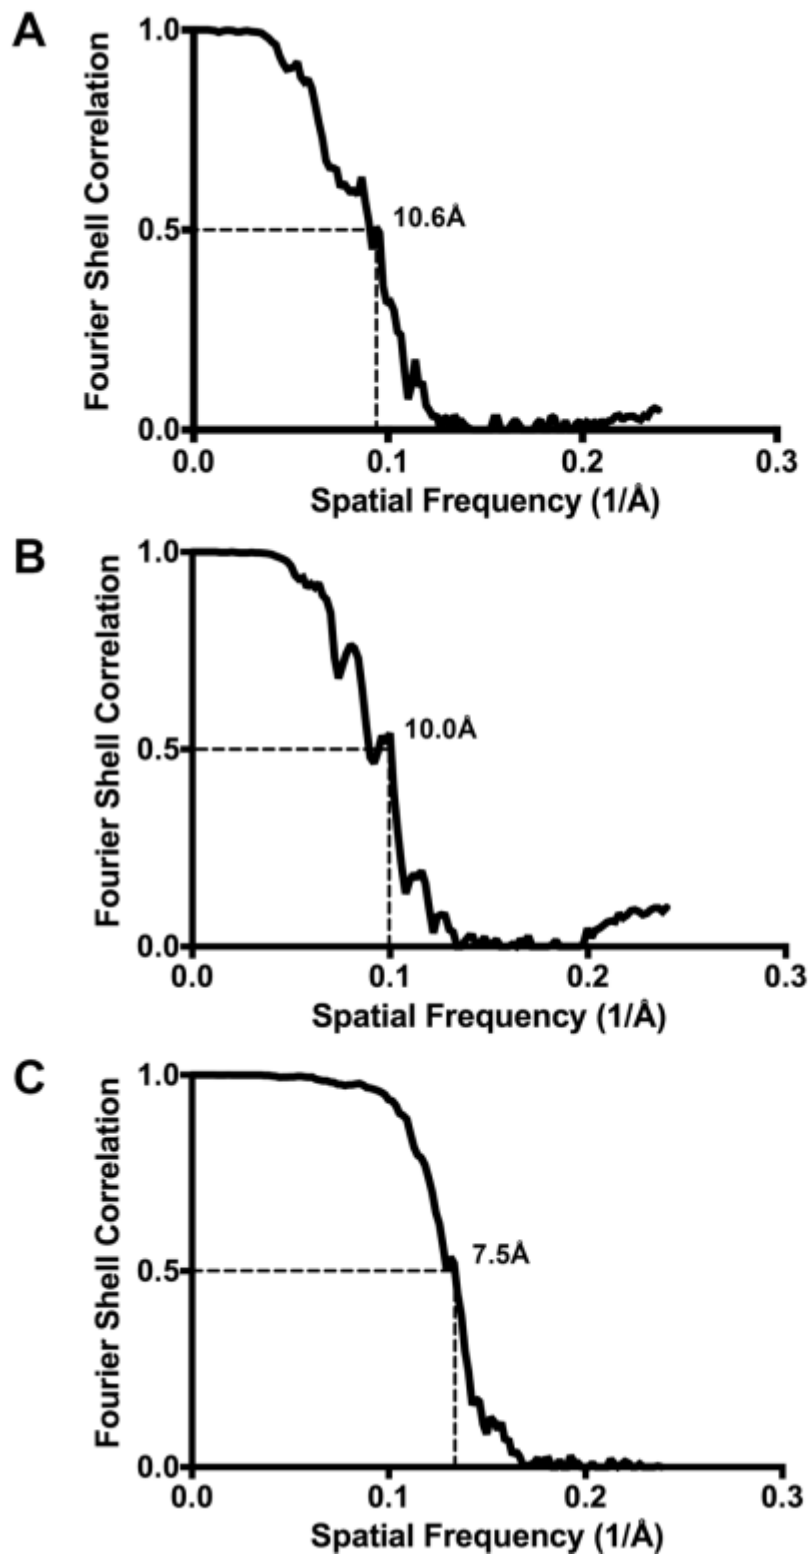 A
Fourier Shell Correlation
1.0
0.5
0.0
10.6Å
0.0 0.1 0.2 0.3
Spatial Frequency (1/Å)
B
Fourier Shell Correlation
1.0
0.5
0.0
10.0Å
0.0 0.1 0.2 0.3
Spatial Frequency (1/Å)
C
Fourier Shell Correlation
1.0
0.5
0.0
7.5Å
0.0 0.1 0.2 0.3
Spatial Frequency (1/Å)